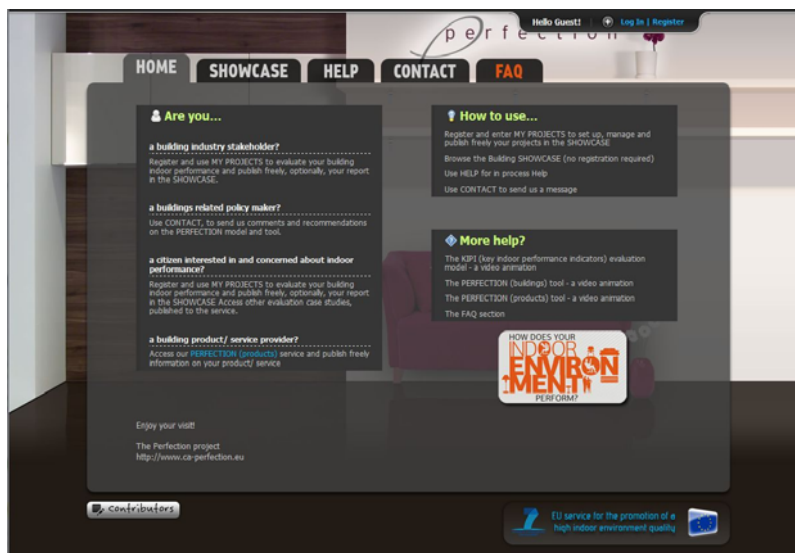 perfection
Hello Guest! Log In | Register
HOME SHOWCASE HELP CONTACT FAQ
Are you...
a building industry stakeholder?
Register and use MY PROJECTS to evaluate your building
indoor performance and publish freely, optionally, your report
in the SHOWCASE.
a buildings related policy maker?
Use CONTACT, to send us comments and recommendations
on the PERFECTION model and tool.
a citizen interested in and concerned about indoor
performance?
Register and use MY PROJECTS to evaluate your building
indoor performance and publish freely, optionally, your report
in the SHOWCASE Access other evaluation case studies,
published to the service.
a building product/ service provider?
Access our PERFECTION (products) service and publish freely
information on your product/ service
How to use...
Register and enter MY PROJECTS to set up, manage and
publish freely your projects in the SHOWCASE
Browse the Building SHOWCASE (no registration required)
Use HELP for in process Help
Use CONTACT to send us a message
More help?
The KIPI (key indoor performance indicators) evaluation
model - a video animation
The PERFECTION (buildings) tool - a video animation
The PERFECTION (products) tool - a video animation
The FAQ section
HOW DOES YOUR
INDOOR
ENVIRON
MENT
PERFORM?
Enjoy your visit!
The Perfection project
http://www.ca-perfection.eu
contributors
7
EU service for the promotion of a
high indoor environment quality